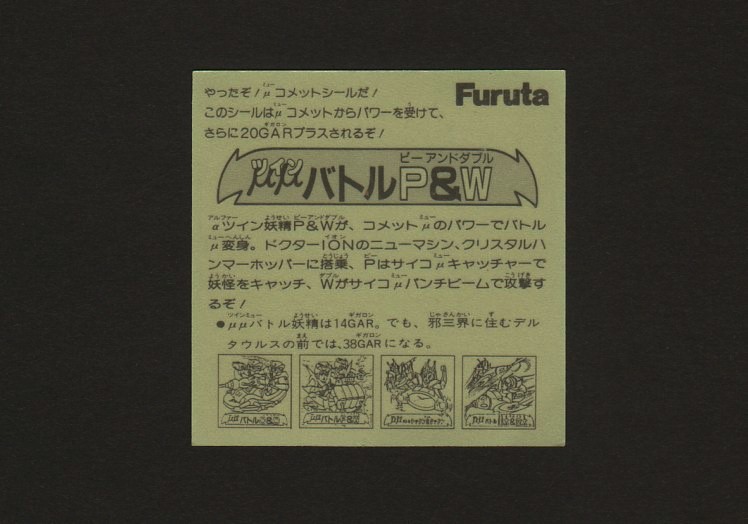 やったぞ!μコメットシールだ!
Furuta
このシールはμコメットからパワーを受けて、
さらに20GARプラスされるぞ!
ツイン μμ バトルP&W
αツイン妖精P&Wが、コメットμのパワーでバトル
μ変身。ドクターIONのニューマシン、クリスタルハ
ンマーホッパーに搭乗、PはサイコμキャッチャーでE
妖怪をキャッチ、Wがサイコμパンチビームで攻撃す
るぞ!
●μμバトル妖精は14GAR。でも、邪三界に住むデル
タウルスの前では、38GARになる。